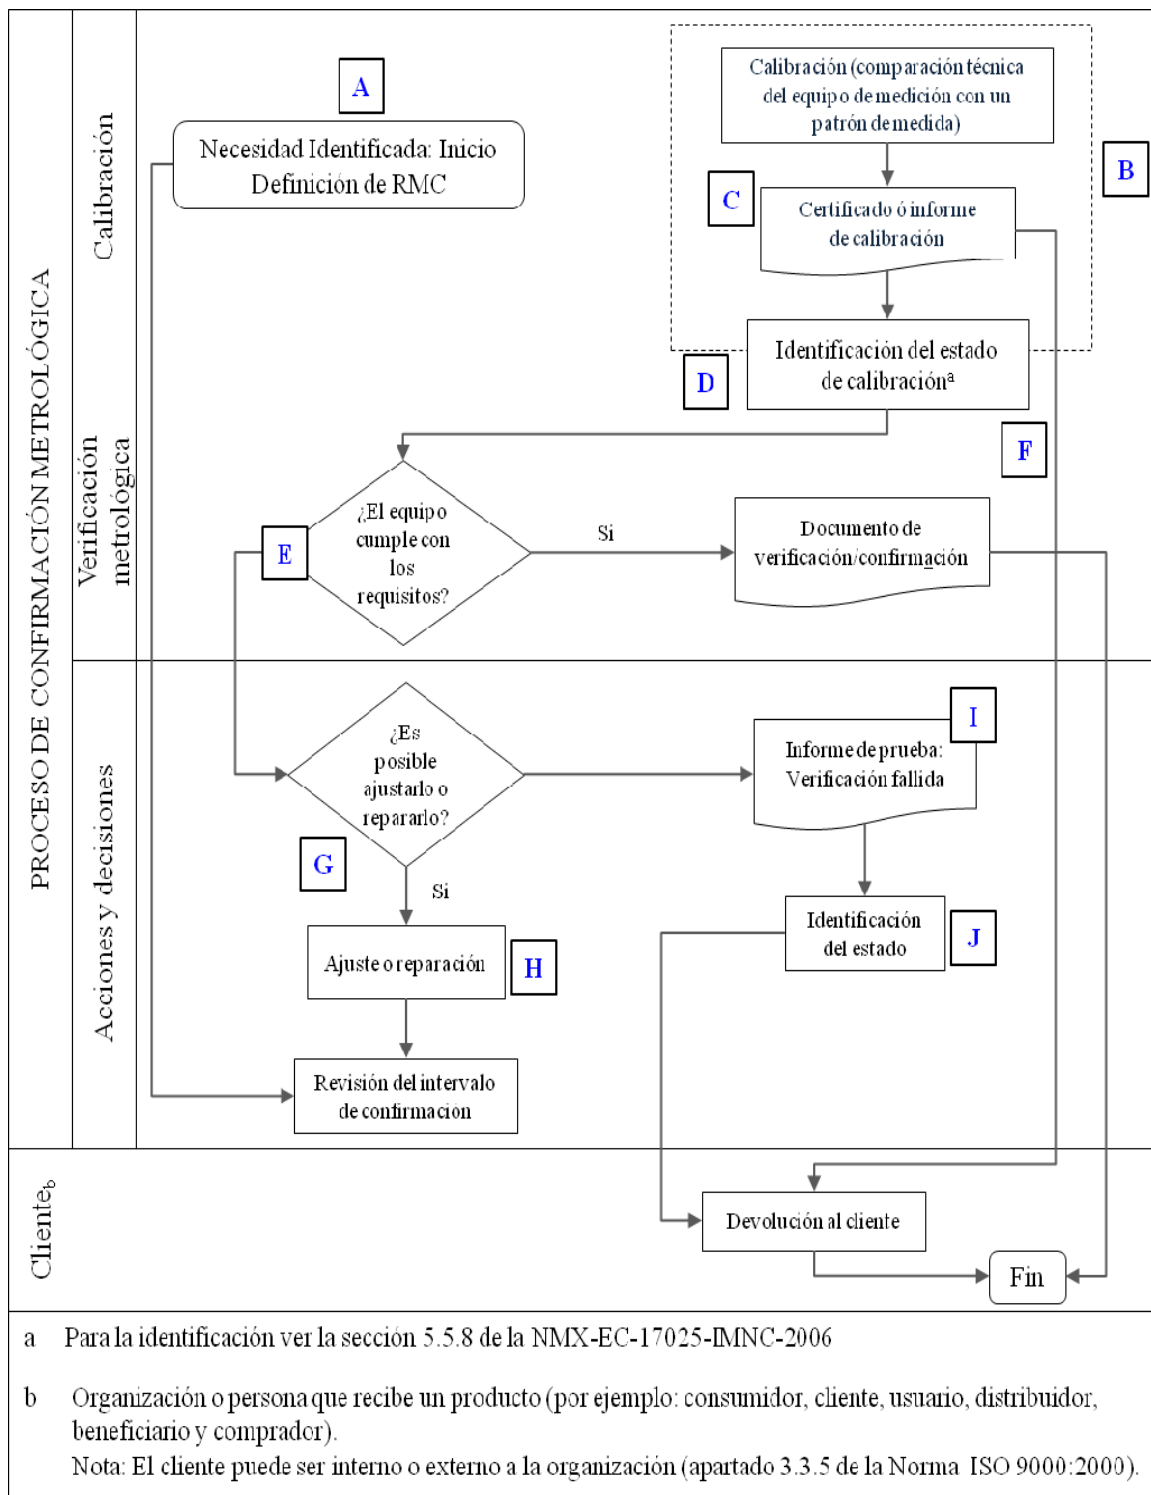 PROCESO DE CONFIRMACIÓN METROLÓGICA
Calibración
A
Necesidad Identificada: Inicio
Definición de RMC
Calibración (comparación técnica
del equipo de medición con un
patrón de medida)
B
C
Certificado ó informe
de calibración
Identificación del estado
de calibraciónᵃ
D
F
Verificación
metrológica
E
¿El equipo
cumple con
los
requisitos?
Si
Documento de
verificación/confirmación
Acciones y decisiones
¿Es
posible
ajustarlo o
repararlo?
G
Si
I
Informe de prueba:
Verificación fallida
Ajuste o reparación
H
Identificación
del estado
J
Revisión del intervalo
de confirmación
Cliente_b
Devolución al cliente
Fin
a Para la identificación ver la sección 5.5.8 de la NMX-EC-17025-IMNC-2006
b Organización o persona que recibe un producto (por ejemplo: consumidor, cliente, usuario, distribuidor,
beneficiario y comprador).
Nota: El cliente puede ser interno o externo a la organización (apartado 3.3.5 de la Norma ISO 9000:2000).